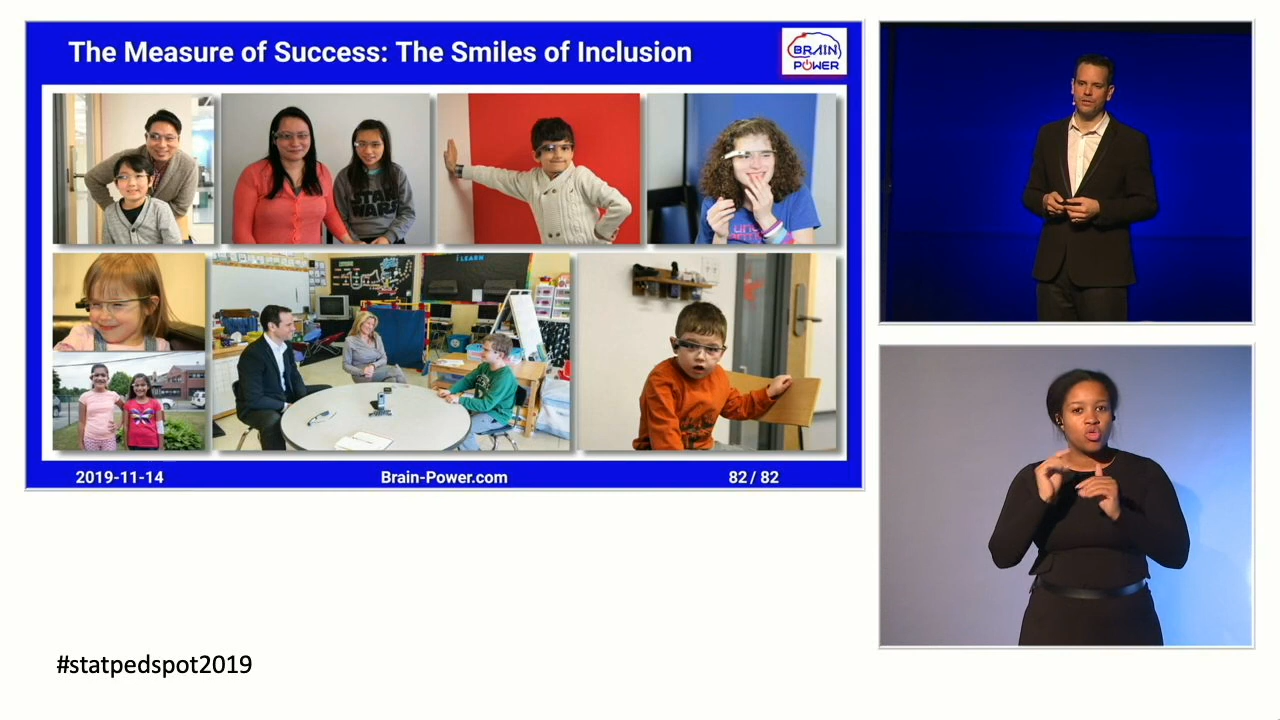 The Measure of Success: The Smiles of Inclusion
BRAIN
POWER
STAR
WARS
i LEARN
2019-11-14
Brain-Power.com
82 / 82
#statpedspot2019